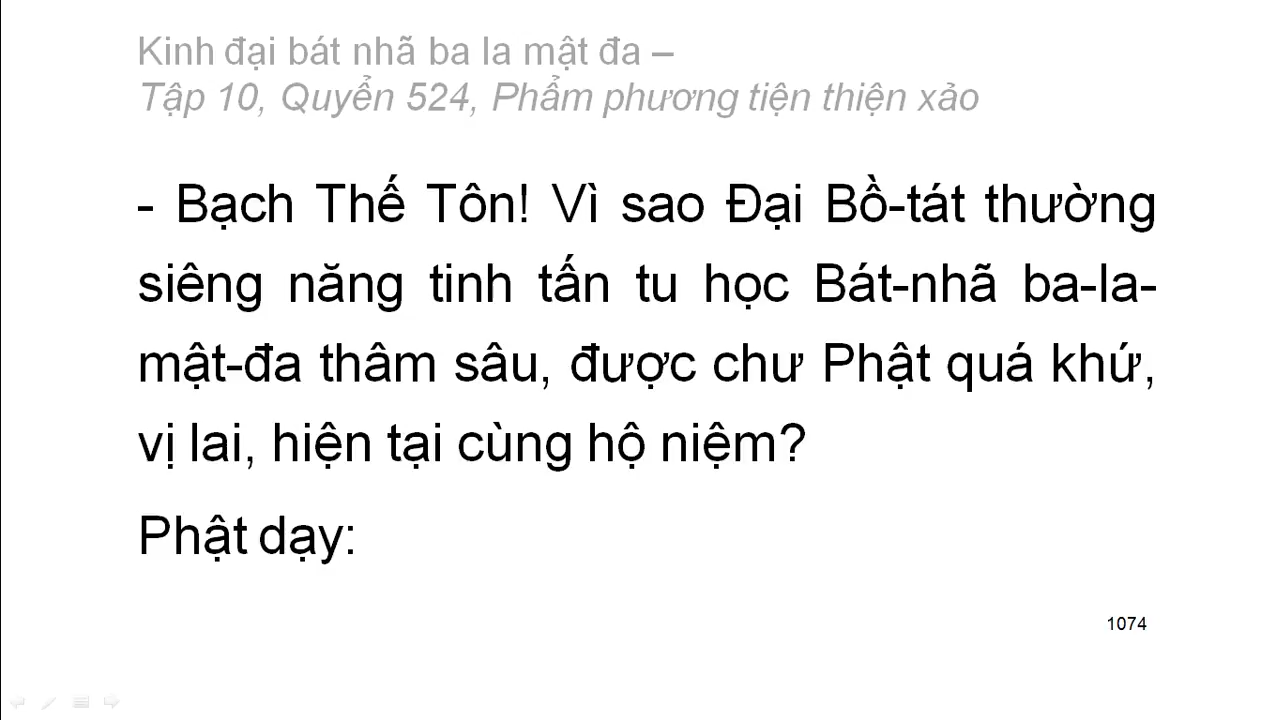 Kinh đại bát nhã ba la mật đa –
Tập 10, Quyển 524, Phẩm phương tiện thiện xảo
- Bạch Thế Tôn! Vì sao Đại Bồ-tát thường
siêng năng tinh tấn tu học Bát-nhã ba-la-
mật-đa thâm sâu, được chư Phật quá khứ,
vị lai, hiện tại cùng hộ niệm?
Phật dạy:
1074